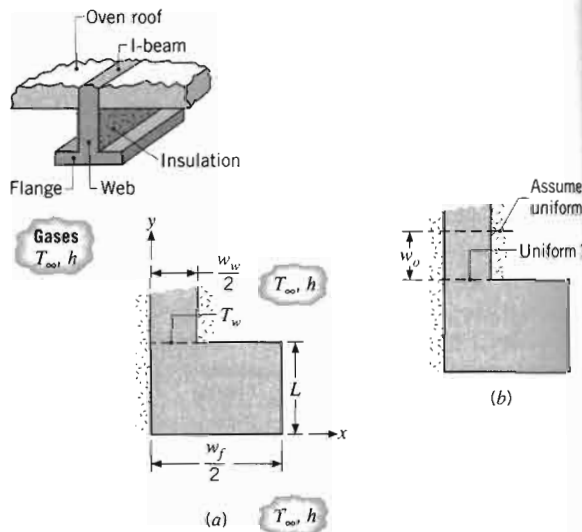 Oven roof
I-beam
Insulation
Flange
Web
Gases
T∞, h
y
w_w
2
T∞, h
T_w
L
x
w_f
2
(a)
T∞, h
Assume
uniform
w_o
Uniform
(b)